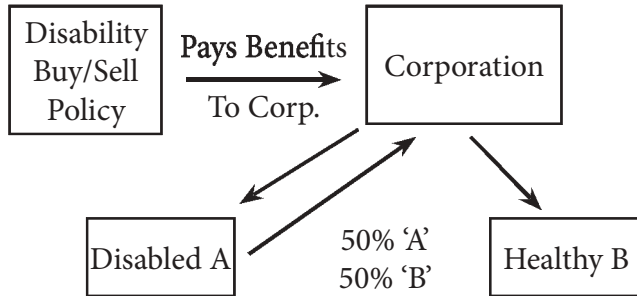 Disability
Buy/Sell
Policy
Pays Benefits
To Corp.
Corporation
Disabled A
50% ‘A’
50% ‘B’
Healthy B